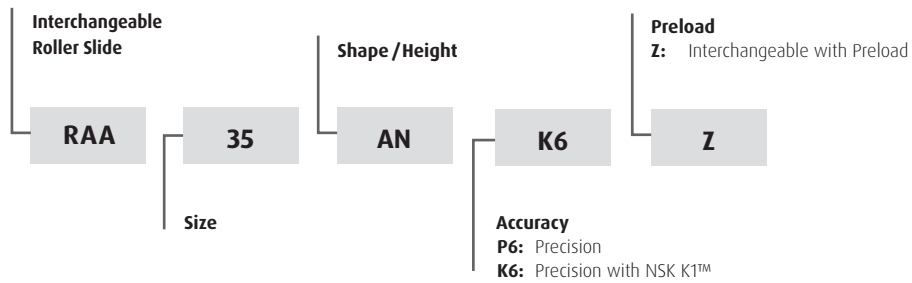 Interchangeable
Roller Slide
Shape / Height
Preload
Z: Interchangeable with Preload
RAA
35
AN
K6
Z
Size
Accuracy
P6: Precision
K6: Precision with NSK K1™